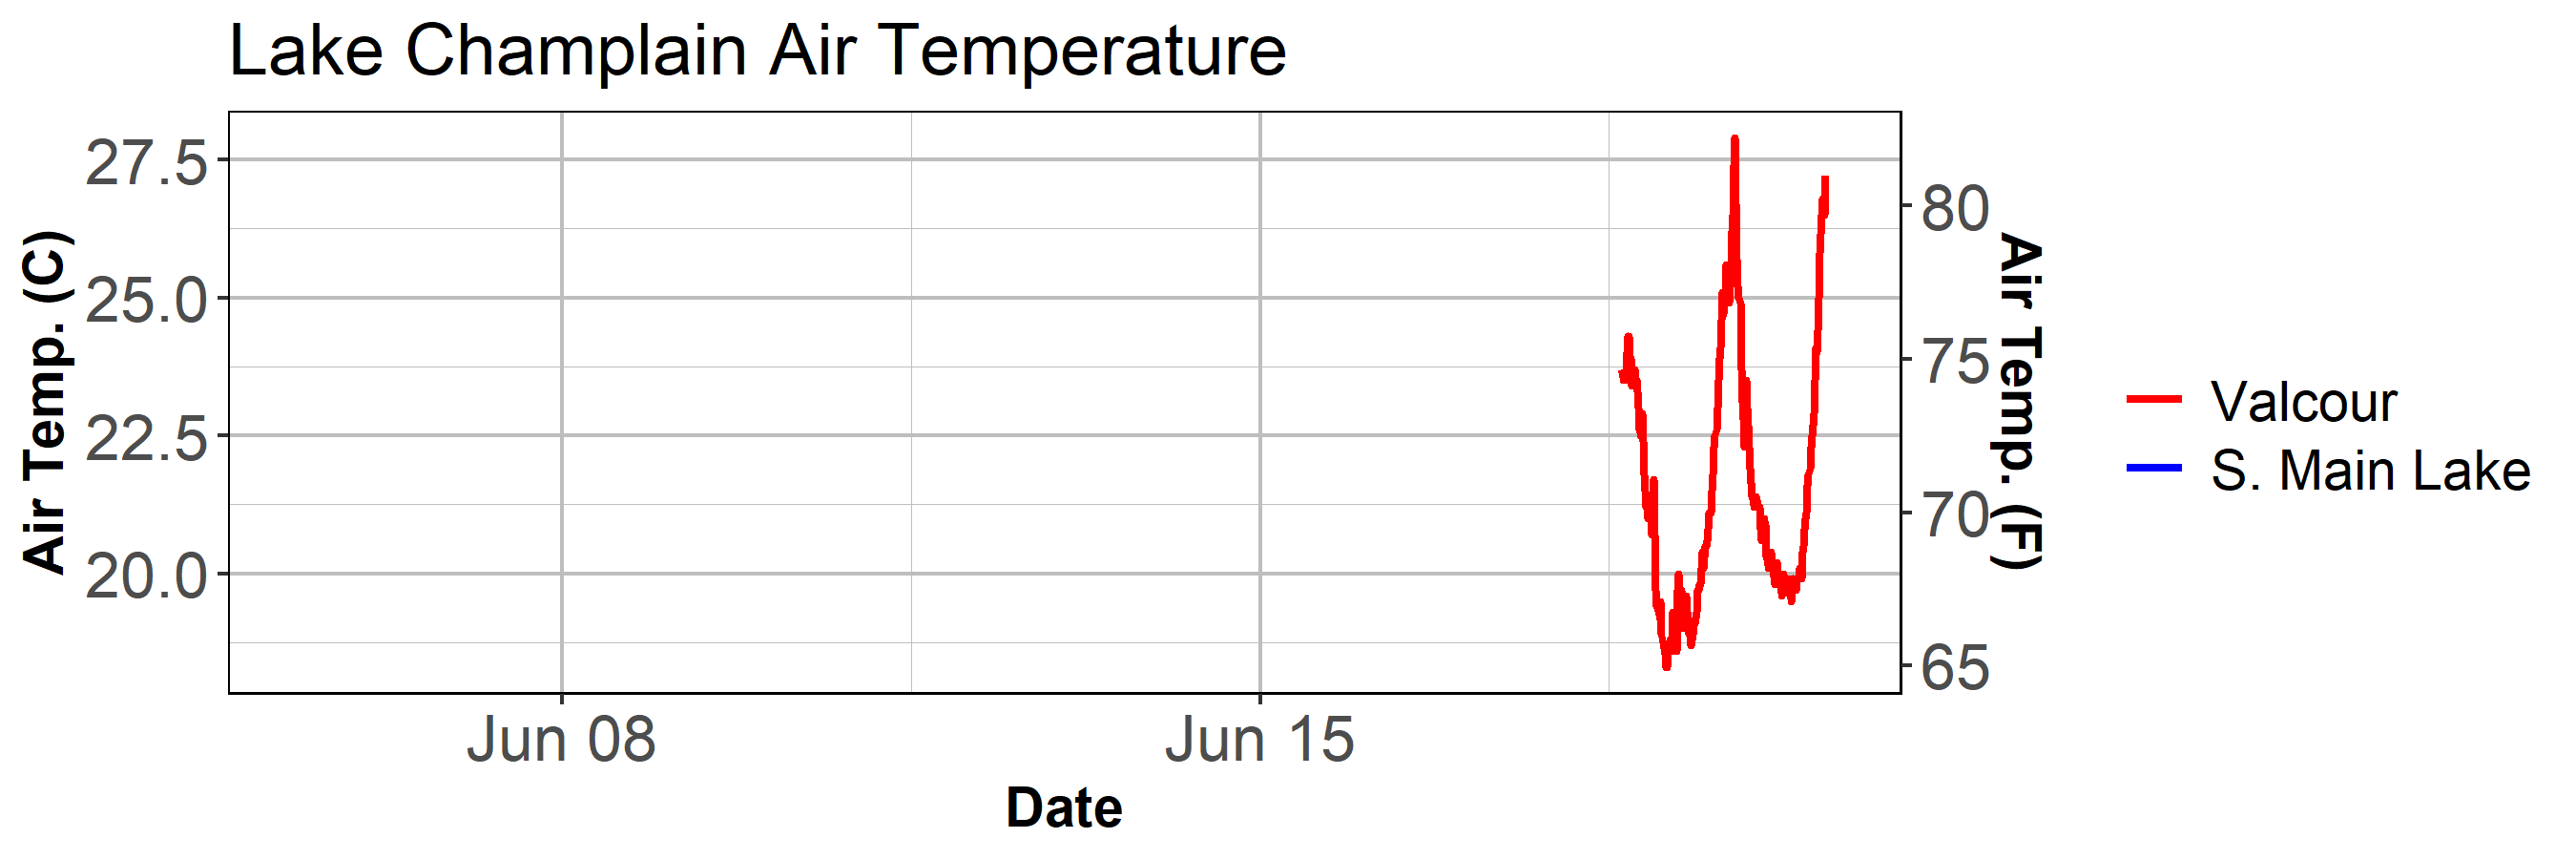 Lake Champlain Air Temperature
27.5
25.0
22.5
20.0
Air Temp. (C)
80
75
70
65
Air Temp. (F)
Jun 08
Jun 15
Date
Valcour
S. Main Lake